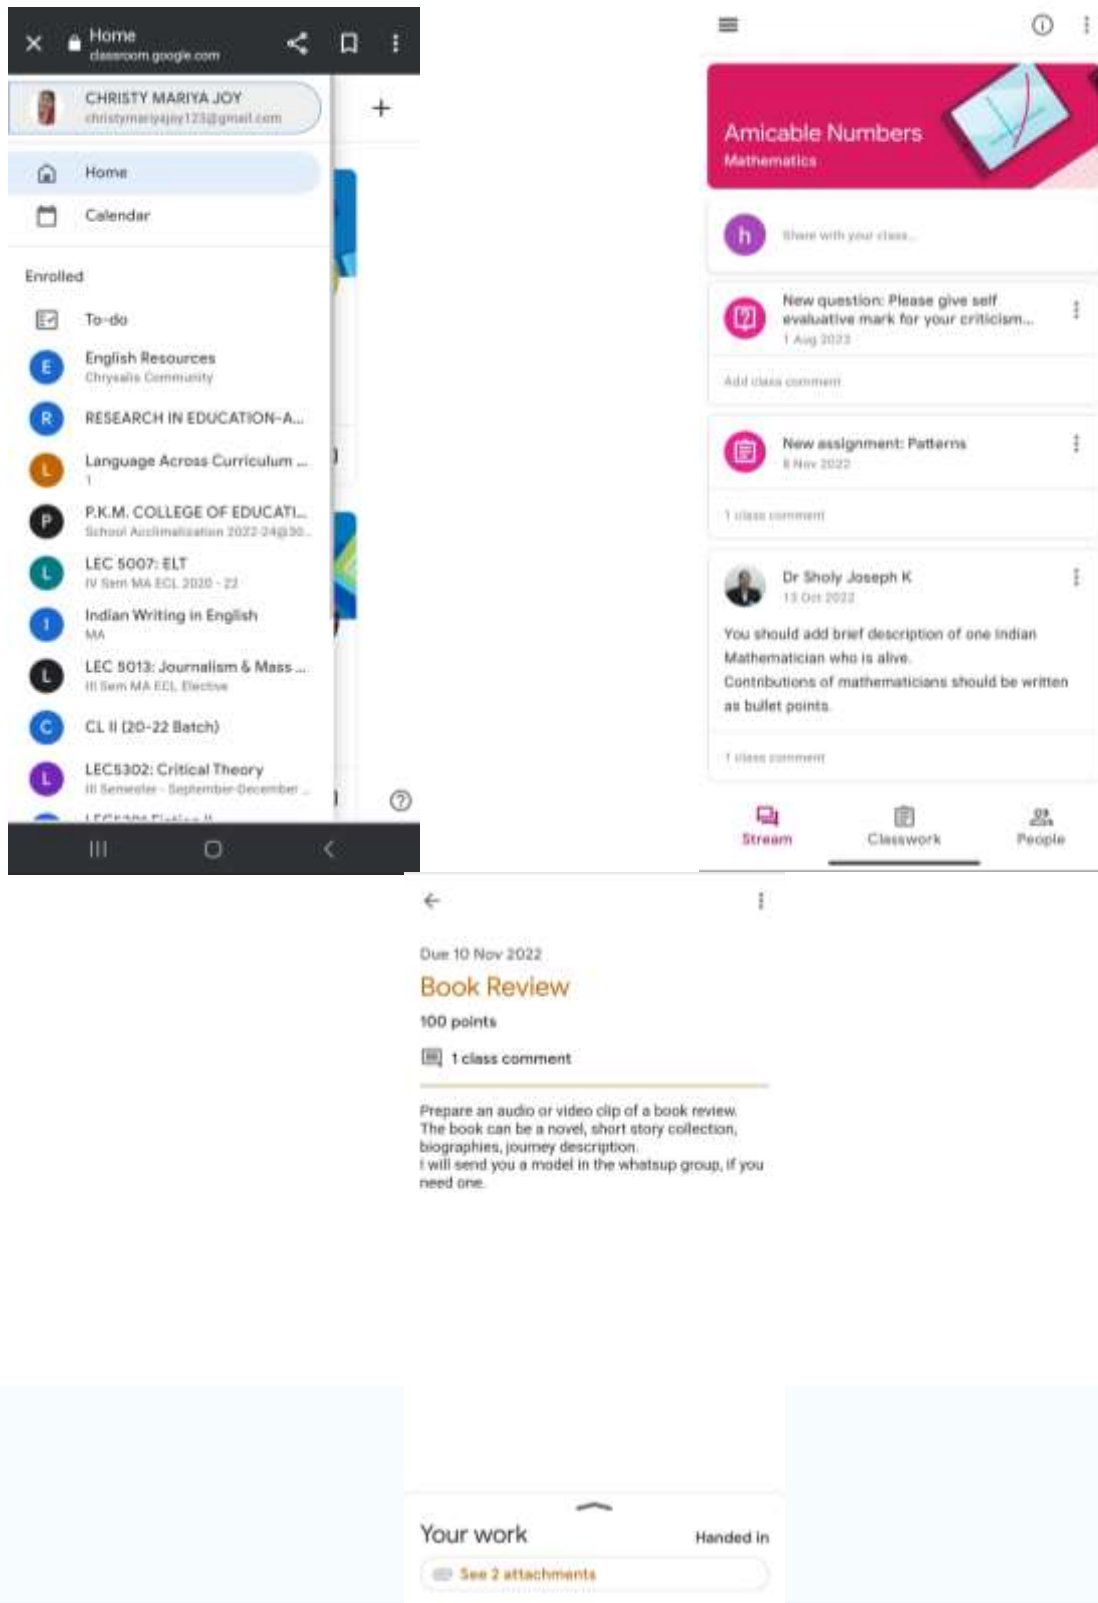 Home
classroom.google.com
CHRISTY MARIYA JOY
christymariyajoy123@gmail.com
Home
Calendar
Enrolled
To-do
E
English Resources
Chrysalis Community
R
RESEARCH IN EDUCATION-A...
L
Language Across Curriculum ...
1
P
P.K.M. COLLEGE OF EDUCATI...
School Acclimatization 2022-24@30...
L
LEC 5007: ELT
IV Sem MA ECL 2020 - 22
I
Indian Writing in English
MA
L
LEC 5013: Journalism & Mass ...
III Sem MA ECL Elective
C
CL II (20-22 Batch)
L
LEC5302: Critical Theory
III Semester - September-December ...
Amicable Numbers
Mathematics
h
Share with your class...
New question: Please give self
evaluative mark for your criticism...
1 Aug 2023
Add class comment
New assignment: Patterns
8 Nov 2022
1 class comment
Dr Sholy Joseph K
13 Oct 2022
You should add brief description of one Indian
Mathematician who is alive.
Contributions of mathematicians should be written
as bullet points.
1 class comment
Stream
Classwork
People
Due 10 Nov 2022
Book Review
100 points
1 class comment
Prepare an audio or video clip of a book review.
The book can be a novel, short story collection,
biographies, journey description.
I will send you a model in the whatsup group, if you
need one.
Your work
Handed in
See 2 attachments